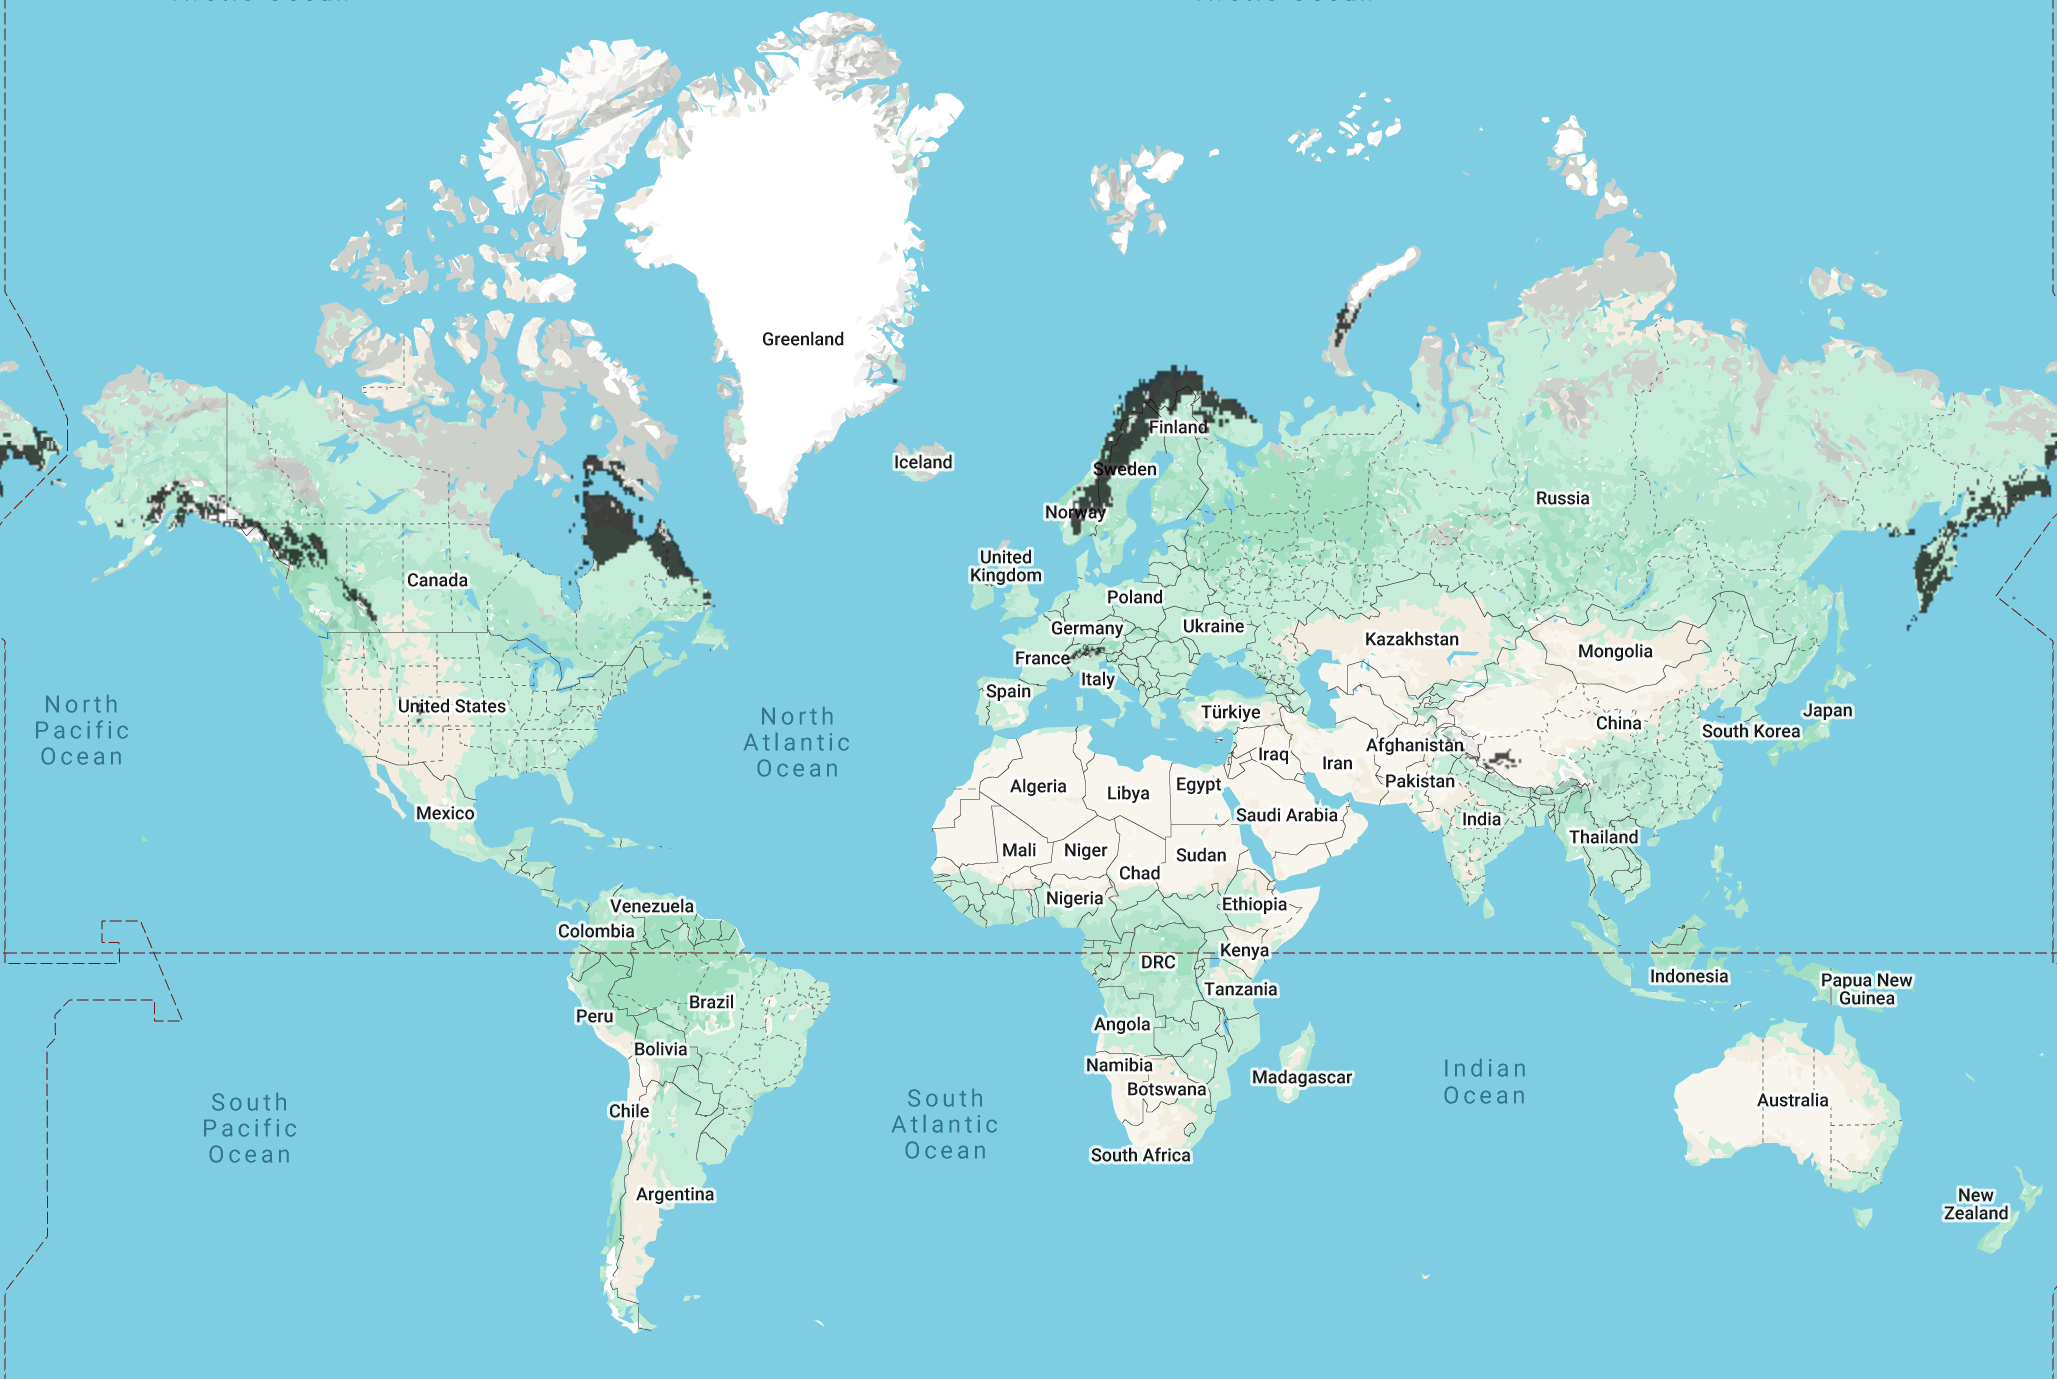 Greenland
Iceland
Finland
Sweden
Norway
Russia
United
Kingdom
Canada
Poland
Germany
Ukraine
Kazakhstan
Mongolia
France
Italy
Spain
United States
Türkiye
China
Japan
South Korea
North
Pacific
Ocean
North
Atlantic
Ocean
Afghanistan
Iraq
Iran
Algeria
Libya
Egypt
Pakistan
Mexico
Saudi Arabia
India
Thailand
Mali
Niger
Sudan
Chad
Nigeria
Ethiopia
Venezuela
Colombia
Kenya
DRC
Indonesia
Tanzania
Papua New
Guinea
Brazil
Peru
Angola
Bolivia
Namibia
Botswana
Madagascar
Indian
Ocean
Australia
Chile
South
Pacific
Ocean
South
Atlantic
Ocean
South Africa
Argentina
New
Zealand